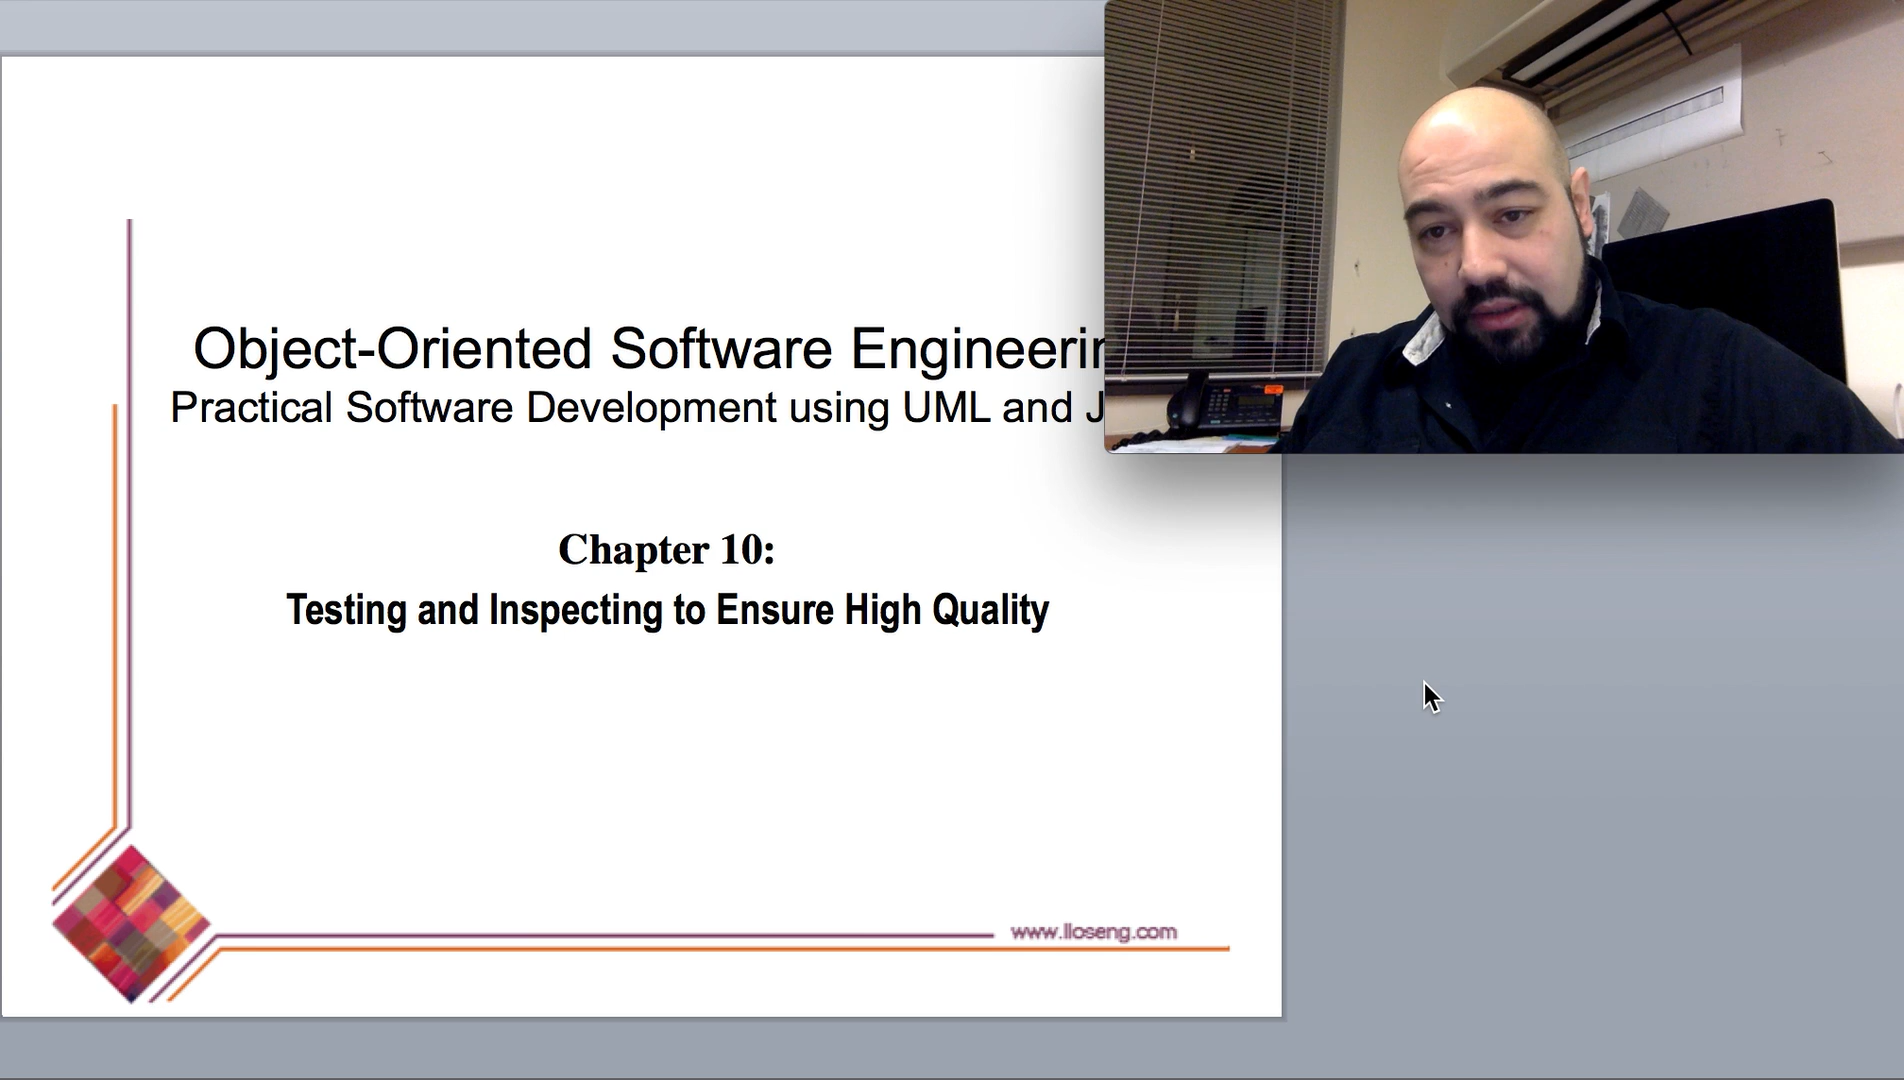 Object-Oriented Software Engineerin
Practical Software Development using UML and J
Chapter 10:
Testing and Inspecting to Ensure High Quality
www.lloseng.com